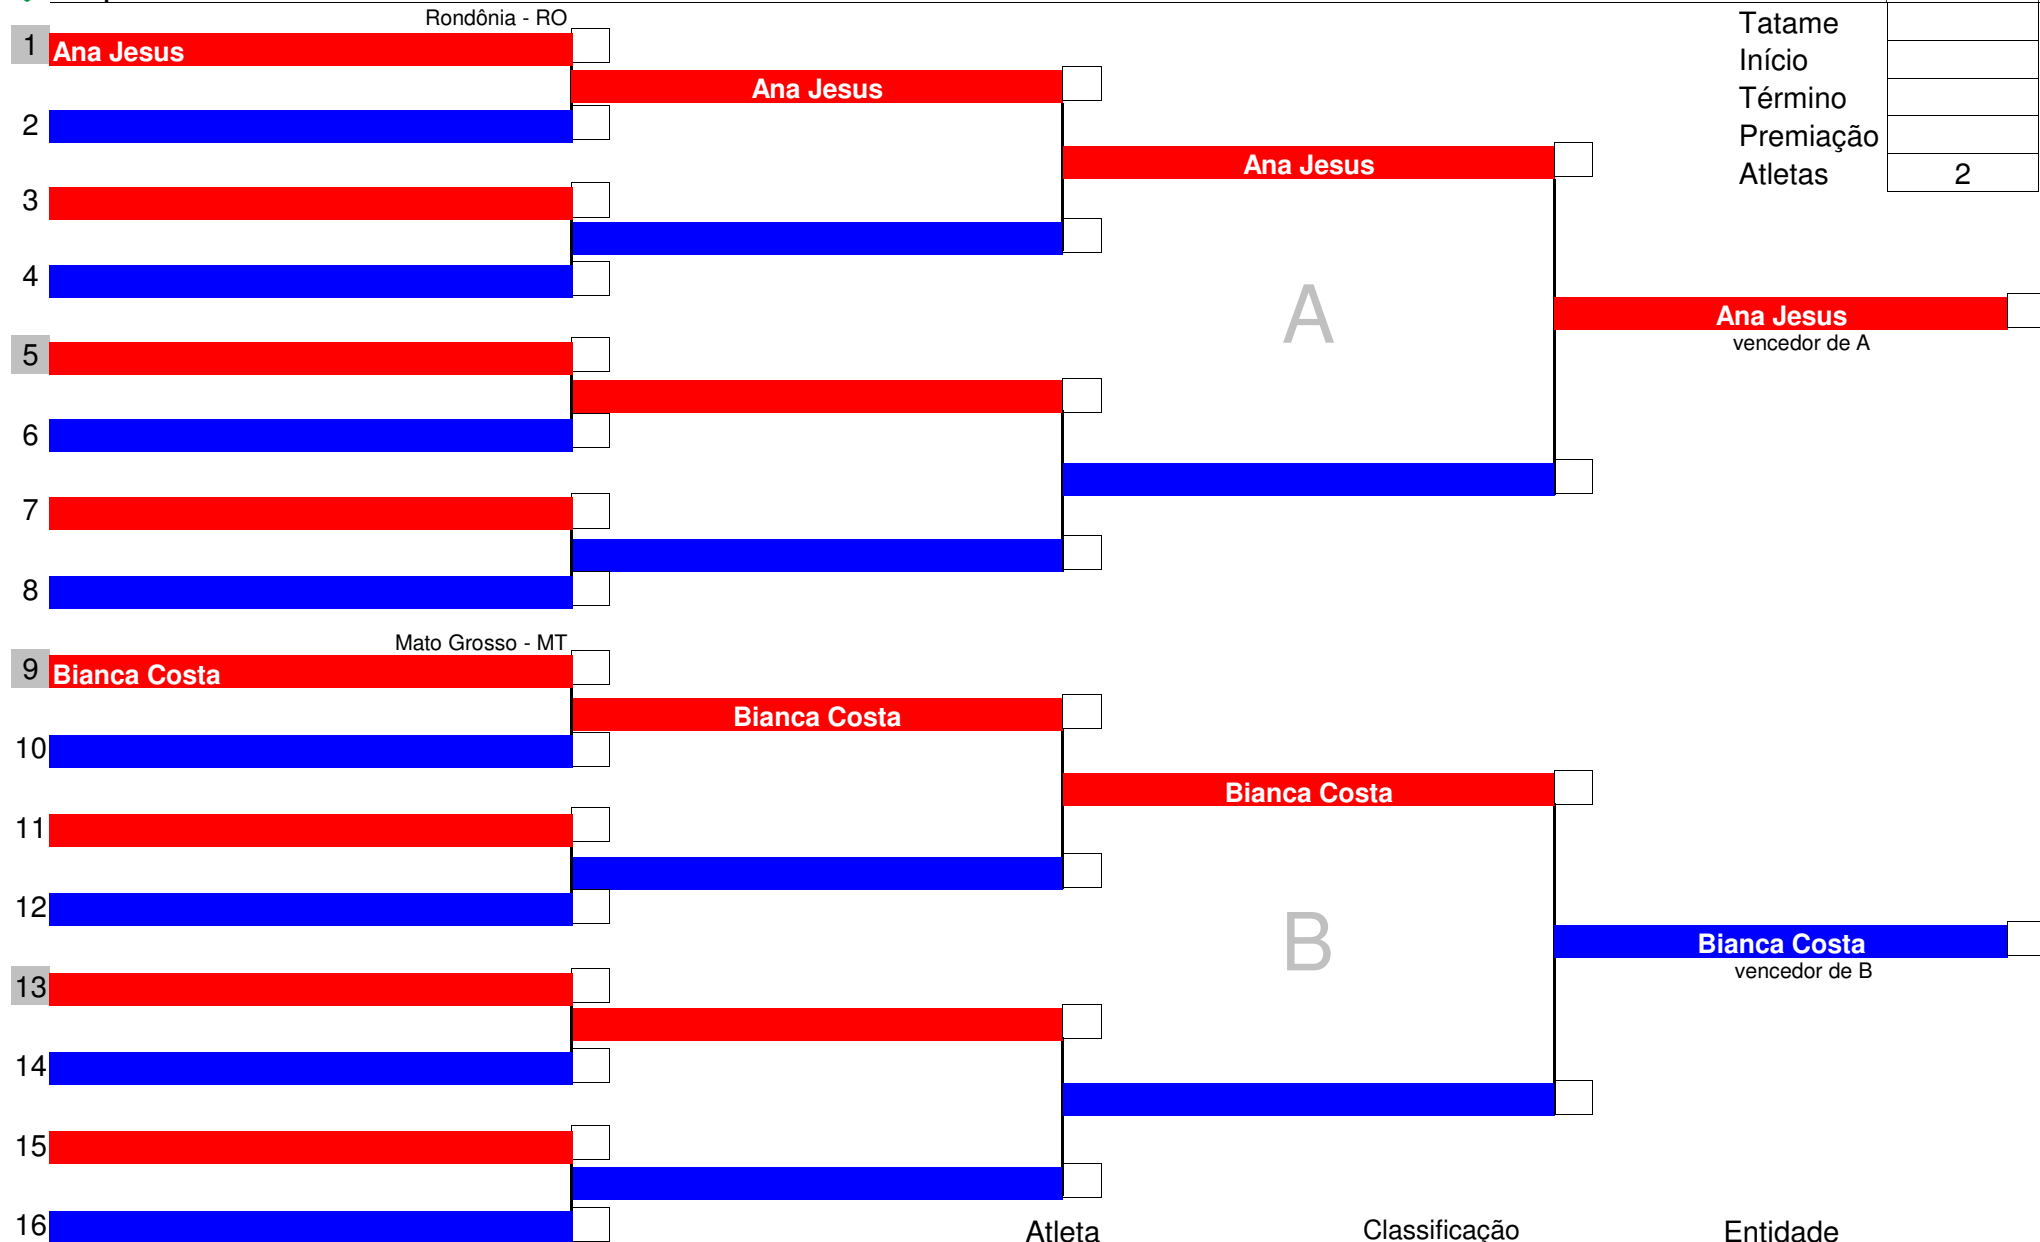 Rondônia - RO
Tatame
1 Ana Jesus
Início
Ana Jesus
Término
2
Premiação
Ana Jesus
Atletas 2
3
4
A
Ana Jesus
vencedor de A
5
6
7
8
Mato Grosso - MT
9 Bianca Costa
Bianca Costa
10
Bianca Costa
11
12
B
Bianca Costa
vencedor de B
13
14
15
16
Atleta Classificação Entidade